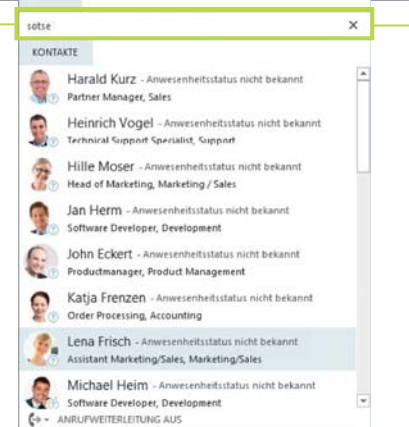 sotse
KONTAKTE
Harald Kurz - Anwesenheitsstatus nicht bekannt
Partner Manager, Sales
Heinrich Vogel - Anwesenheitsstatus nicht bekannt
Technical Support Specialist, Support
Hille Moser - Anwesenheitsstatus nicht bekannt
Head of Marketing, Marketing / Sales
Jan Herm - Anwesenheitsstatus nicht bekannt
Software Developer, Development
John Eckert - Anwesenheitsstatus nicht bekannt
Productmanager, Product Management
Katja Frenzen - Anwesenheitsstatus nicht bekannt
Order Processing, Accounting
Lena Frisch - Anwesenheitsstatus nicht bekannt
Assistant Marketing/Sales, Marketing/Sales
Michael Heim - Anwesenheitsstatus nicht bekannt
Software Developer, Development
ANRUFWEITERLEITUNG AUS